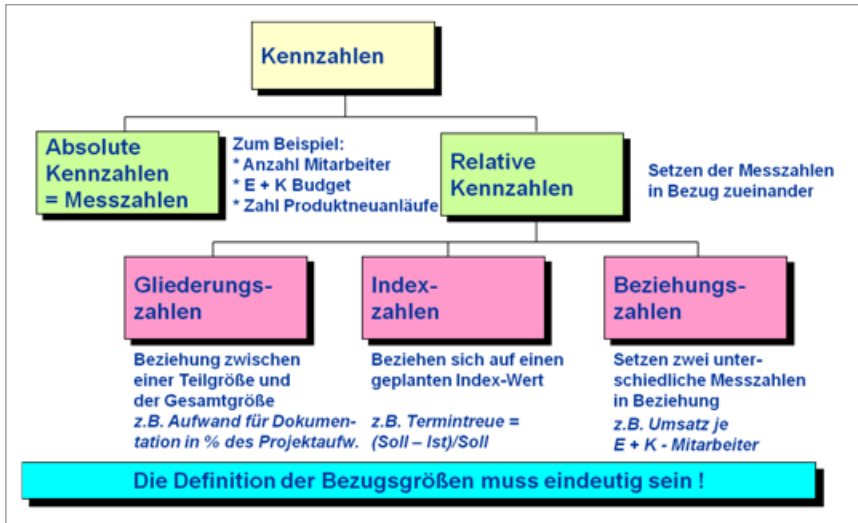 Kennzahlen
Absolute
Kennzahlen
= Messzahlen
Zum Beispiel:
* Anzahl Mitarbeiter
* E + K Budget
* Zahl Produktneuanläufe
Relative
Kennzahlen
Setzen der Messzahlen
in Bezug zueinander
Gliederungs-
zahlen
Index-
zahlen
Beziehungs-
zahlen
Beziehung zwischen
einer Teilgröße und
der Gesamtgröße
z.B. Aufwand für Dokumen-
tation in % des Projektaufw.
Beziehen sich auf einen
geplanten Index-Wert
z.B. Termintreue =
(Soll – Ist)/Soll
Setzen zwei unter-
schiedliche Messzahlen
in Beziehung
z.B. Umsatz je
E + K - Mitarbeiter
Die Definition der Bezugsgrößen muss eindeutig sein !